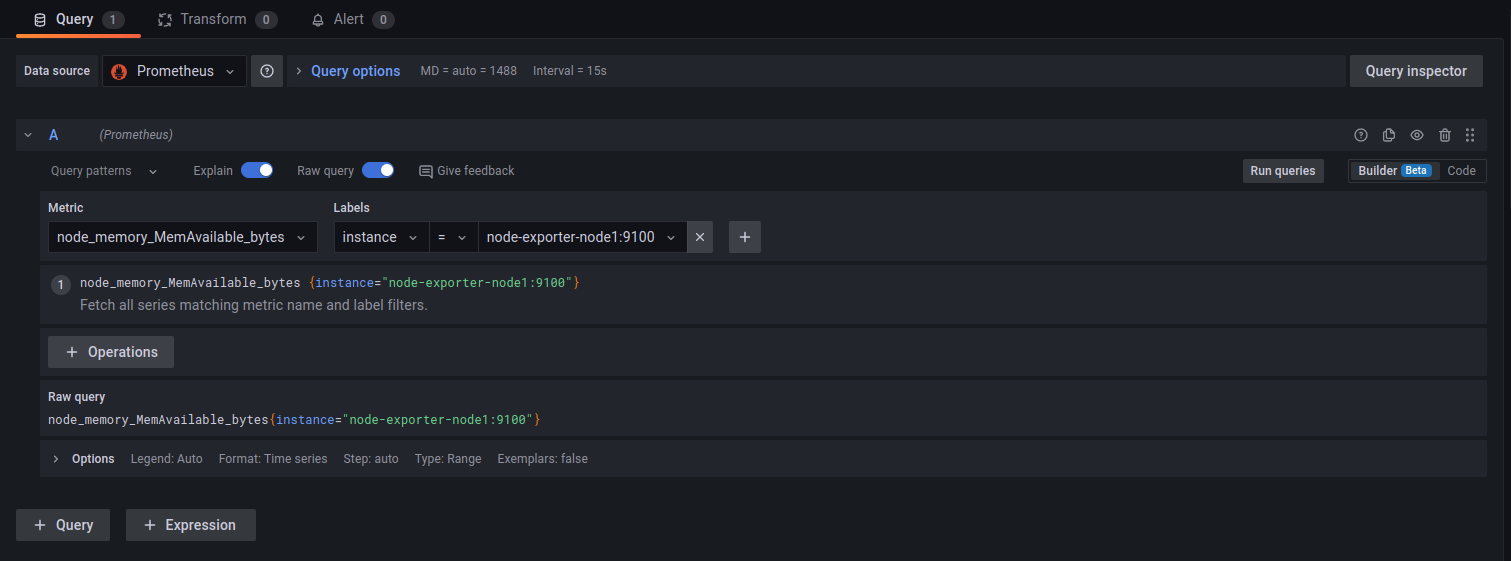 Query 1 Transform 0 Alert 0
Data source Prometheus Query options MD = auto = 1488 Interval = 15s Query inspector
A (Prometheus)
Query patterns Explain Raw query Give feedback Run queries Builder Beta Code
Metric Labels
node_memory_MemAvailable_bytes instance = node-exporter-node1:9100
1 node_memory_MemAvailable_bytes {instance="node-exporter-node1:9100"}
Fetch all series matching metric name and label filters.
+ Operations
Raw query
node_memory_MemAvailable_bytes{instance="node-exporter-node1:9100"}
Options Legend: Auto Format: Time series Step: auto Type: Range Exemplars: false
+ Query + Expression